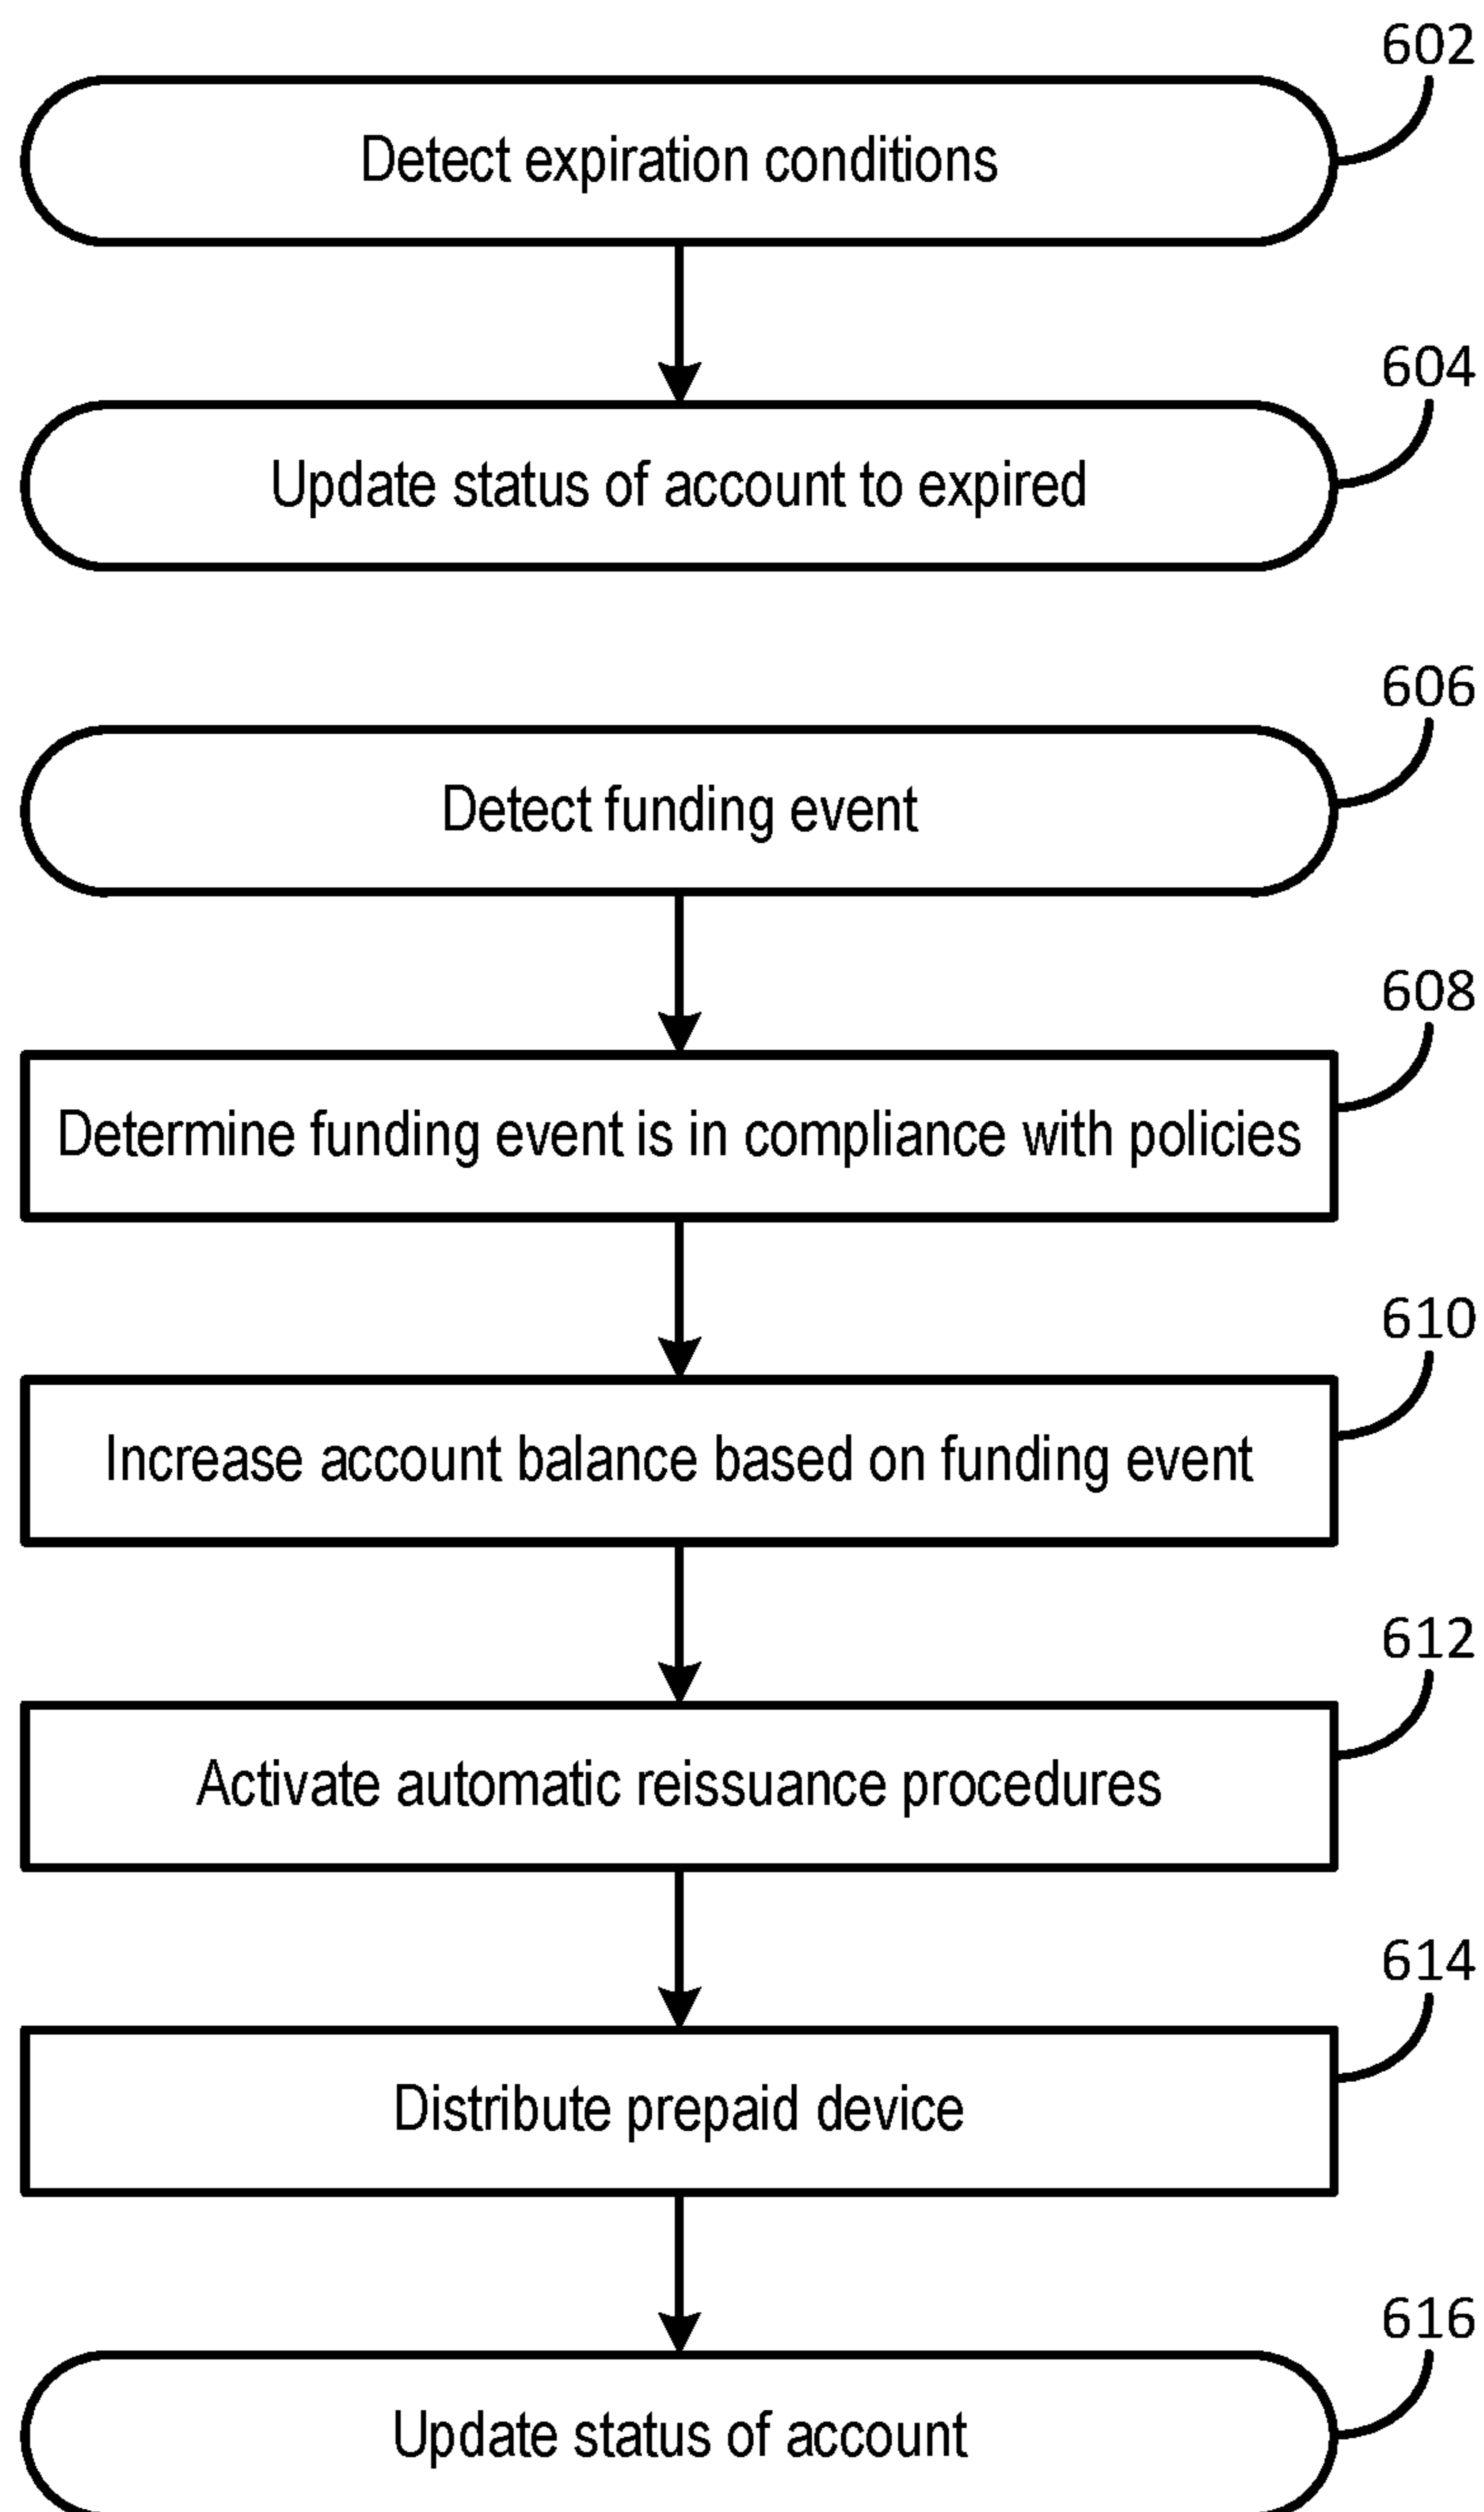 602
Detect expiration conditions
604
Update status of account to expired
606
Detect funding event
608
Determine funding event is in compliance with policies
610
Increase account balance based on funding event
612
Activate automatic reissuance procedures
614
Distribute prepaid device
616
Update status of account